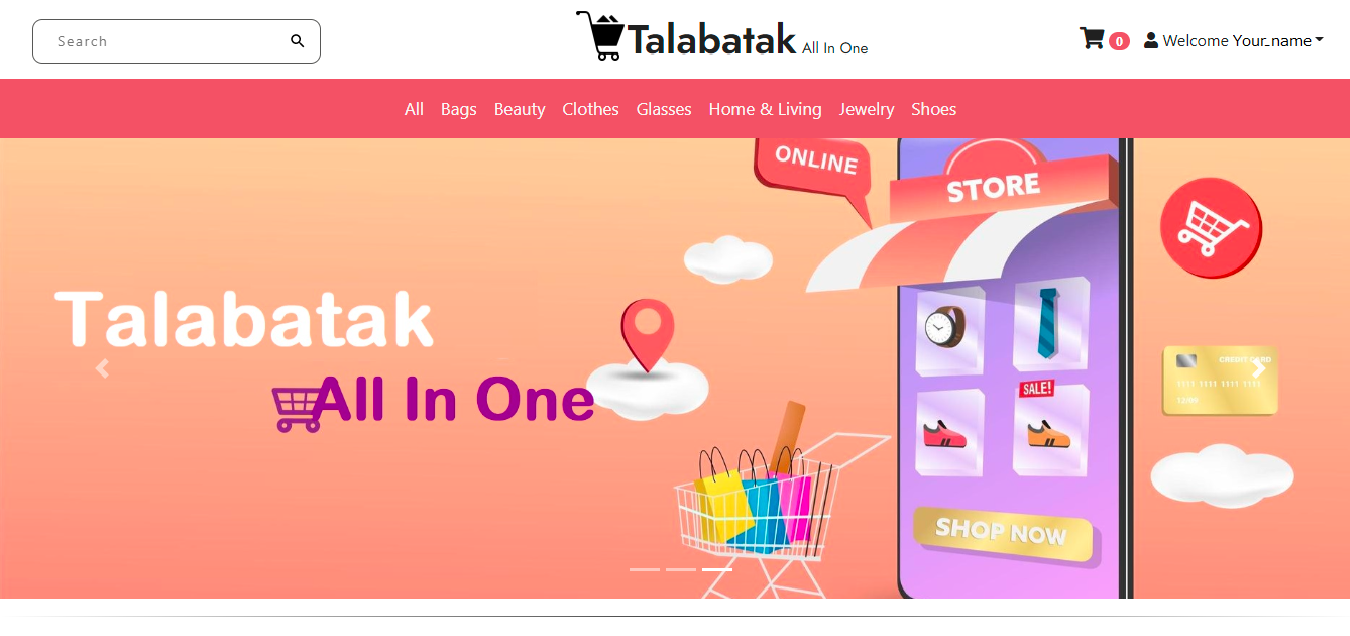 Search
Talabatak All In One
0
Welcome Your_name
All Bags Beauty Clothes Glasses Home & Living Jewelry Shoes
ONLINE
STORE
Talabatak
All In One
CREDIT CARD
SALE!
SHOP NOW